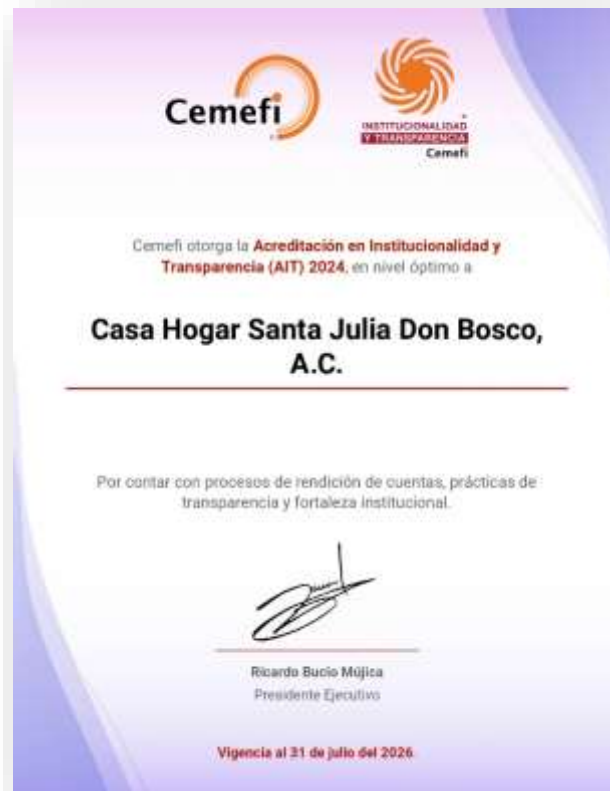 Cemefi
INSTITUCIONALIDAD
Y TRANSPARENCIA
Cemefi
Cemefi otorga la Acreditación en Institucionalidad y
Transparencia (AIT) 2024, en nivel óptimo a
Casa Hogar Santa Julia Don Bosco,
A.C.
Por contar con procesos de rendición de cuentas, prácticas de
transparencia y fortaleza institucional.
Ricardo Bucio Mújica
Presidente Ejecutivo
Vigencia al 31 de julio del 2026.